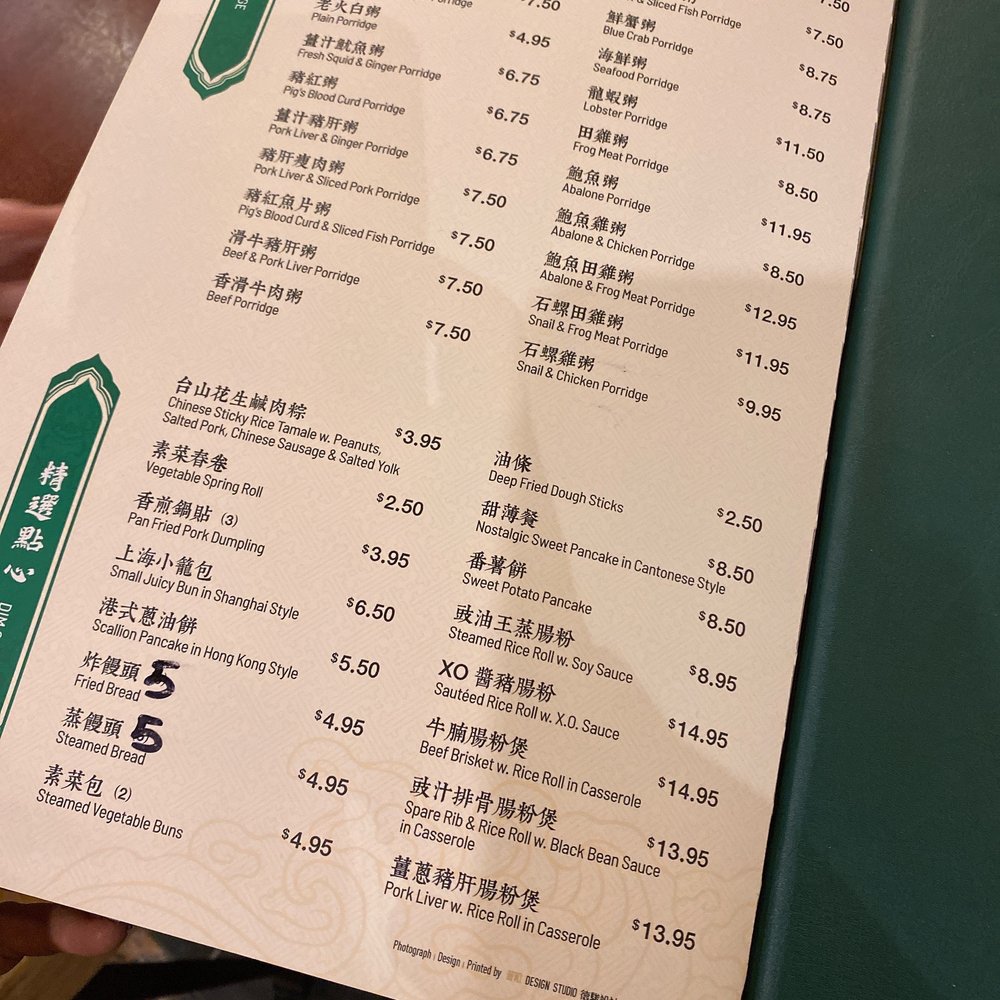 Porridge
$7.50
老火白粥
Plain Porridge
$4.95
薑汁魷魚粥
Fresh Squid & Ginger Porridge
$6.75
豬紅粥
Pig's Blood Curd Porridge
$6.75
薑汁豬肝粥
Pork Liver & Ginger Porridge
$6.75
豬肝瘦肉粥
Pork Liver & Sliced Pork Porridge
$7.50
豬紅魚片粥
Pig's Blood Curd & Sliced Fish Porridge
$7.50
滑牛豬肝粥
Beef & Pork Liver Porridge
$7.50
香滑牛肉粥
Beef Porridge
$7.50
& Sliced Fish Porridge
7.50
$7.50
鮮蟹粥
Blue Crab Porridge
$8.75
海鮮粥
Seafood Porridge
$8.75
龍蝦粥
Lobster Porridge
$11.50
田雞粥
Frog Meat Porridge
$8.50
鮑魚粥
Abalone Porridge
$11.95
鮑魚雞粥
Abalone & Chicken Porridge
$8.50
鮑魚田雞粥
Abalone & Frog Meat Porridge
$12.95
石螺田雞粥
Snail & Frog Meat Porridge
$11.95
石螺雞粥
Snail & Chicken Porridge
$9.95
精選點心
台山花生鹹肉粽
Chinese Sticky Rice Tamale w. Peanuts,
Salted Pork, Chinese Sausage & Salted Yolk
$3.95
素菜春卷
Vegetable Spring Roll
$2.50
香煎鍋貼 (3)
Pan Fried Pork Dumpling
$3.95
上海小籠包
Small Juicy Bun in Shanghai Style
$6.50
港式蔥油餅
Scallion Pancake in Hong Kong Style
$5.50
炸饅頭 5
Fried Bread
$4.95
蒸饅頭 5
Steamed Bread
$4.95
素菜包 (2)
Steamed Vegetable Buns
$4.95
油條
Deep Fried Dough Sticks
$2.50
甜薄餐
Nostalgic Sweet Pancake in Cantonese Style
$8.50
番薯餅
Sweet Potato Pancake
$8.50
豉油王蒸腸粉
Steamed Rice Roll w. Soy Sauce
$8.95
XO 醬豬腸粉
Sautéed Rice Roll w. X.O. Sauce
$14.95
牛腩腸粉煲
Beef Brisket w. Rice Roll in Casserole
$14.95
豉汁排骨腸粉煲
Spare Rib & Rice Roll w. Black Bean Sauce
in Casserole
$13.95
薑蔥豬肝腸粉煲
Pork Liver w. Rice Roll in Casserole
$13.95
Photograph | Design | Printed by DESIGN STUDIO